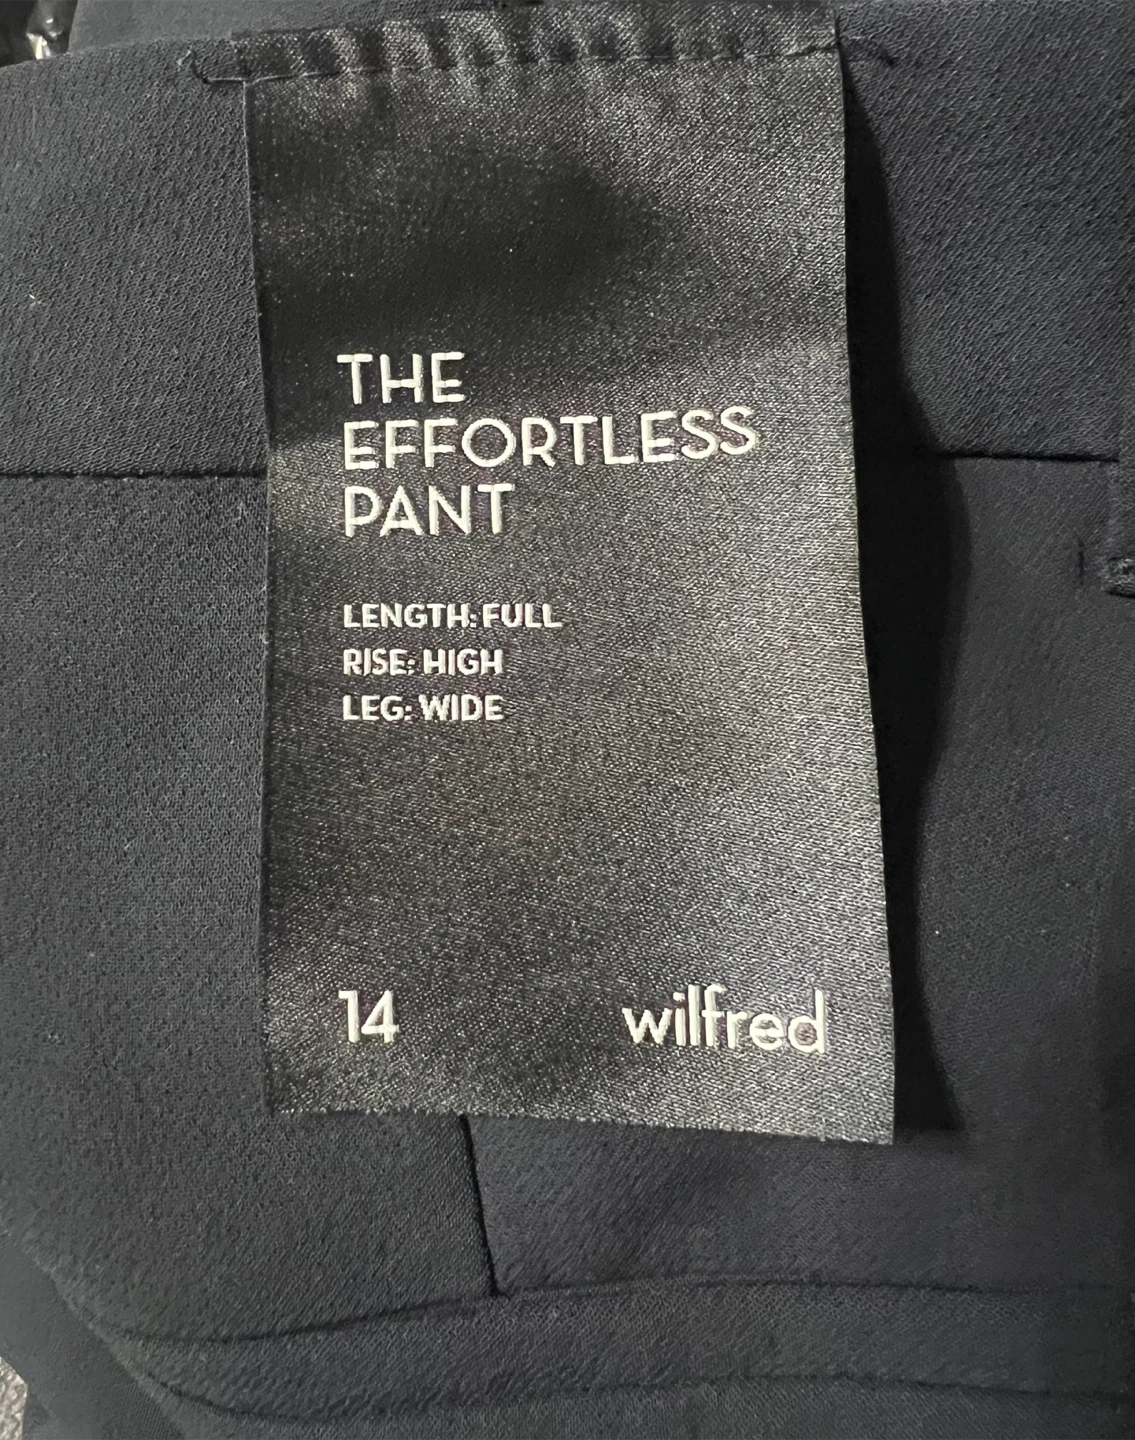 THE
EFFORTLESS
PANT
LENGTH: FULL
RISE: HIGH
LEG: WIDE
14 wilfred